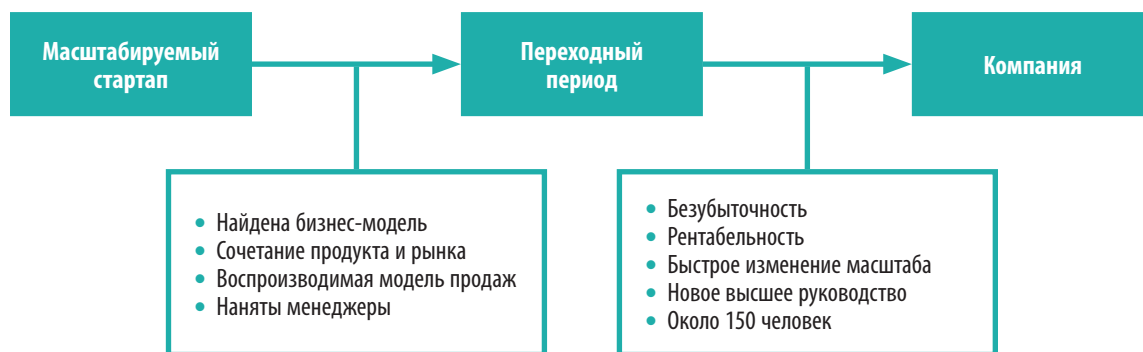 Масштабируемый
стартап
Переходный
период
Компания
• Найдена бизнес-модель
• Сочетание продукта и рынка
• Воспроизводимая модель продаж
• Наняты менеджеры
• Безубыточность
• Рентабельность
• Быстрое изменение масштаба
• Новое высшее руководство
• Около 150 человек